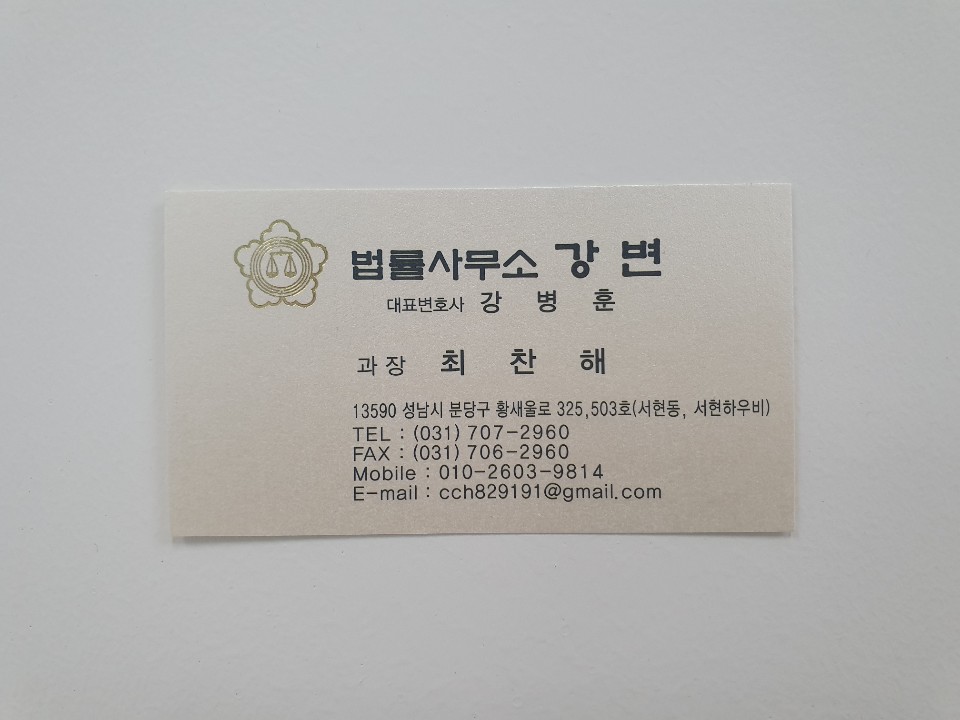 법률사무소 강 변
대표변호사 강 병 훈
과장 최 찬 해
13590 성남시 분당구 황새울로 325,503호(서현동, 서현하우비)
TEL : (031) 707-2960
FAX : (031) 706-2960
Mobile : 010-2603-9814
E-mail : cch829191@gmail.com